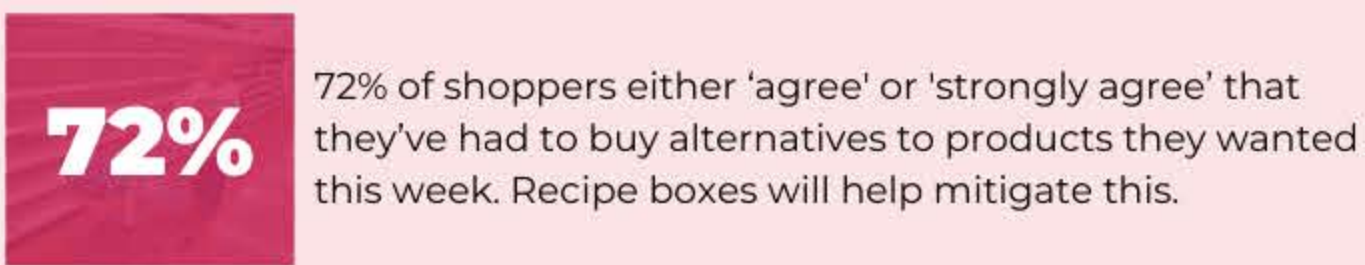 72%
72% of shoppers either ‘agree' or 'strongly agree’ that
they’ve had to buy alternatives to products they wanted
this week. Recipe boxes will help mitigate this.